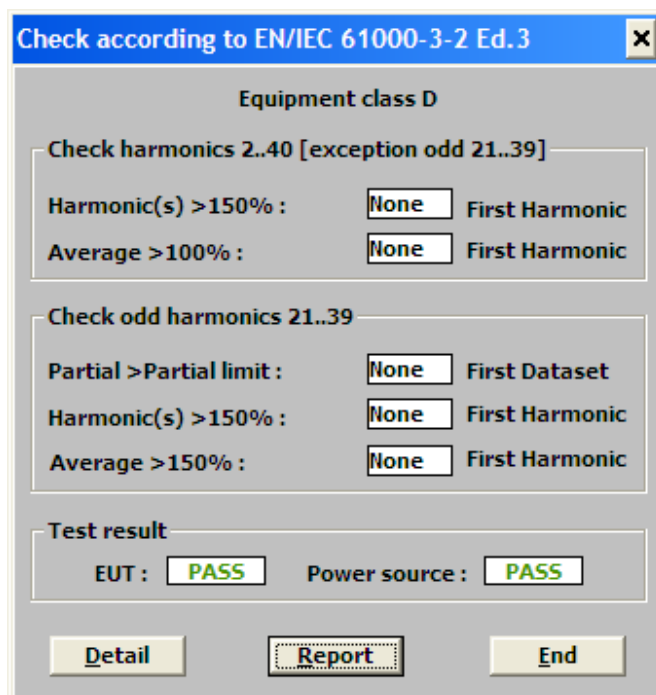 Check according to EN/IEC 61000-3-2 Ed.3
Equipment class D
Check harmonics 2..40 [exception odd 21..39]
Harmonic(s) >150% : None First Harmonic
Average >100% : None First Harmonic
Check odd harmonics 21..39
Partial >Partial limit : None First Dataset
Harmonic(s) >150% : None First Harmonic
Average >150% : None First Harmonic
Test result
EUT : PASS Power source : PASS
Detail Report End